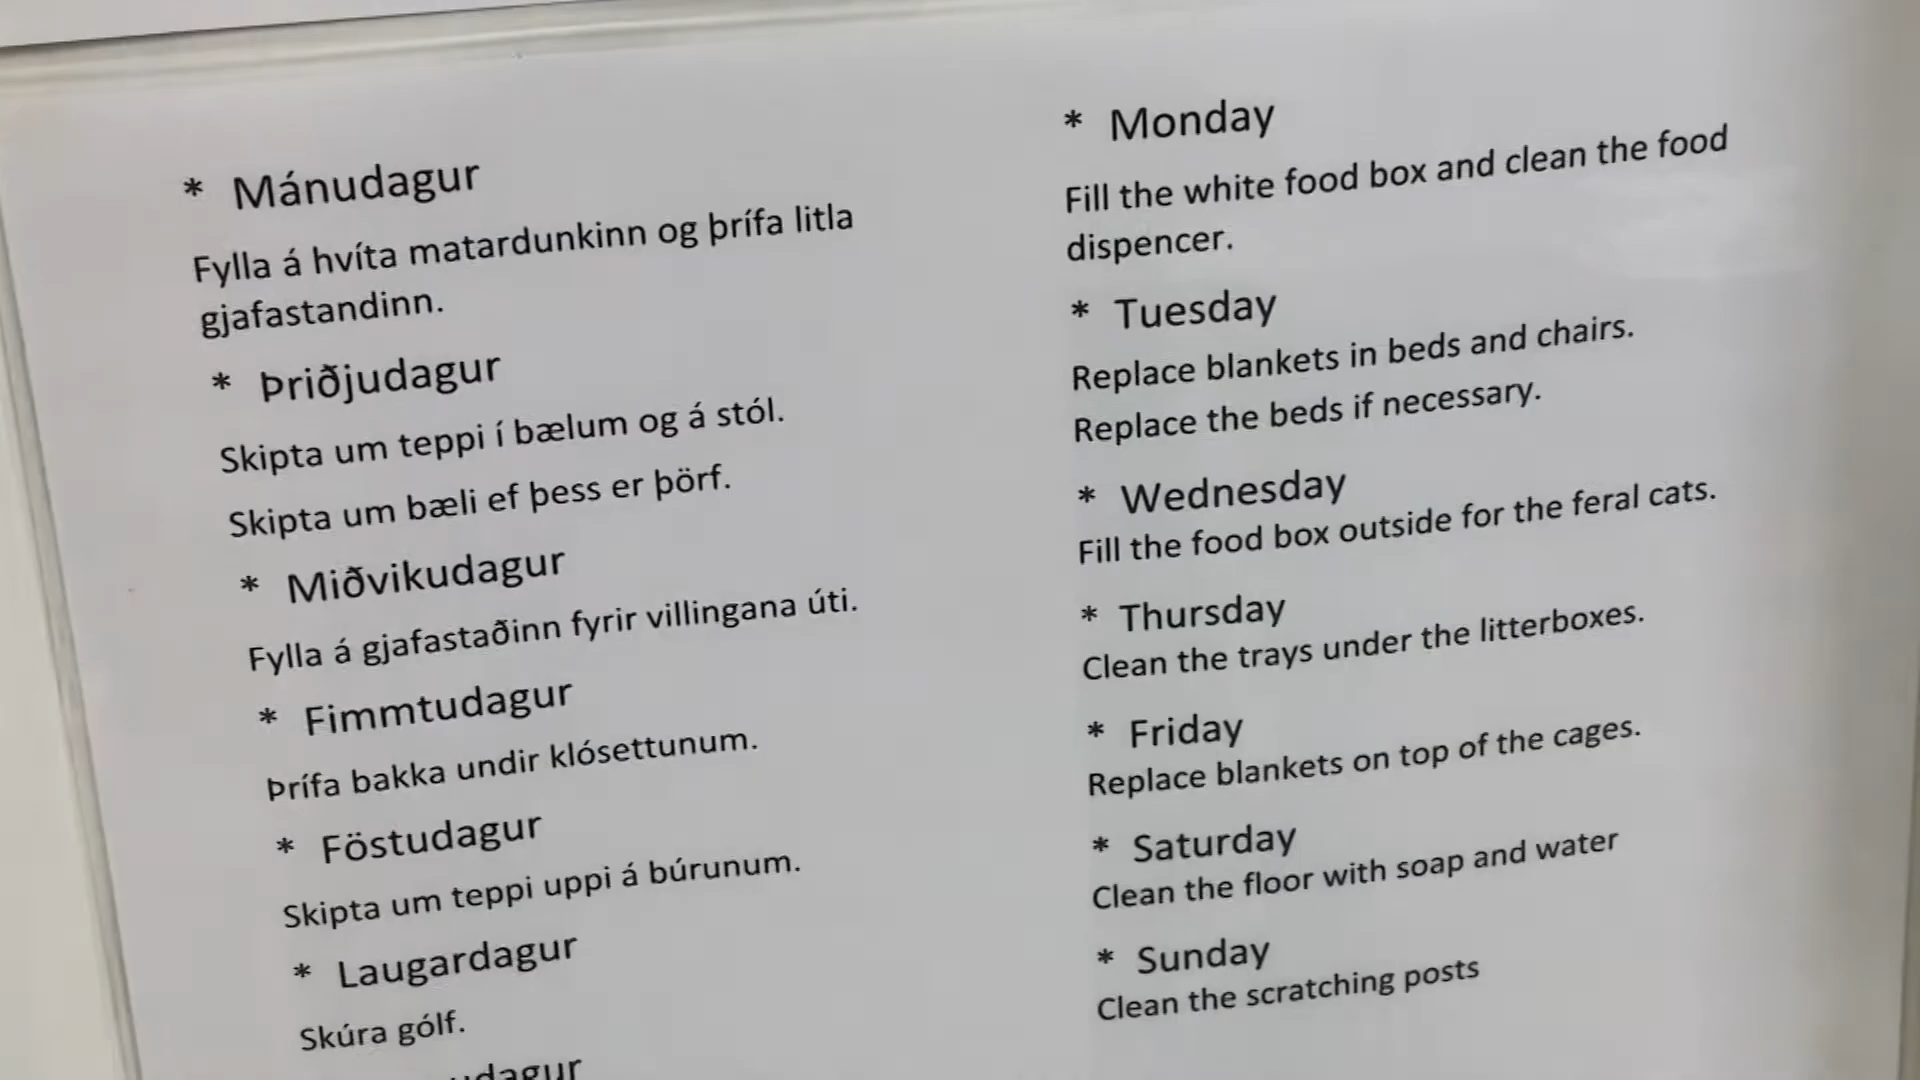 * Mánudagur
Fylla á hvíta matardunkinn og þrífa litla
gjafastandinn.
* Þriðjudagur
Skipta um teppi í bælum og á stól.
Skipta um bæli ef þess er þörf.
* Miðvikudagur
Fylla á gjafastaðinn fyrir villingana úti.
* Fimmtudagur
Þrífa bakka undir klósettunum.
* Föstudagur
Skipta um teppi uppi á búrunum.
* Laugardagur
Skúra gólf.
* Monday
Fill the white food box and clean the food
dispencer.
* Tuesday
Replace blankets in beds and chairs.
Replace the beds if necessary.
* Wednesday
Fill the food box outside for the feral cats.
* Thursday
Clean the trays under the litterboxes.
* Friday
Replace blankets on top of the cages.
* Saturday
Clean the floor with soap and water
* Sunday
Clean the scratching posts